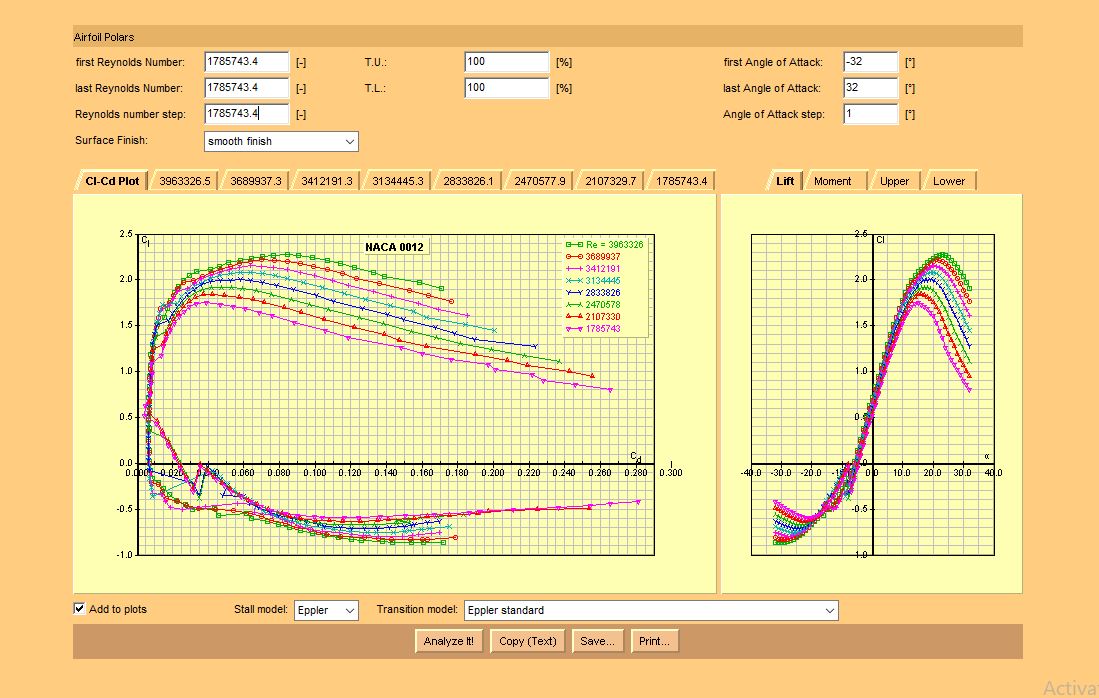 Airfoil Polars
first Reynolds Number: 1785743.4 [-] T.U.: 100 [%] first Angle of Attack: -32 [°]
last Reynolds Number: 1785743.4 [-] T.L.: 100 [%] last Angle of Attack: 32 [°]
Reynolds number step: 1785743.4 [-] Angle of Attack step: 1 [°]
Surface Finish: smooth finish
Cl-Cd Plot 3963326.5 3689937.3 3412191.3 3134445.3 2833826.1 2470577.9 2107329.7 1785743.4 Lift Moment Upper Lower
2.5 Cl NACA 0012 2.5 Cl
Re = 3963326
3689937
3412191
2.0 3134445 2.0
2833826
2470578
2107330
1.5 1785743 1.5
1.0 1.0
0.5 0.5
0.0 Cd 0.0 α
0.000 0.020 0.040 0.060 0.080 0.100 0.120 0.140 0.160 0.180 0.200 0.220 0.240 0.260 0.280 0.300 -40.0 -30.0 -20.0 -10.0 0.0 10.0 20.0 30.0 40.0
-0.5 -0.5
-1.0 -1.0
Add to plots Stall model: Eppler Transition model: Eppler standard
Analyze It! Copy (Text) Save... Print...
Activa